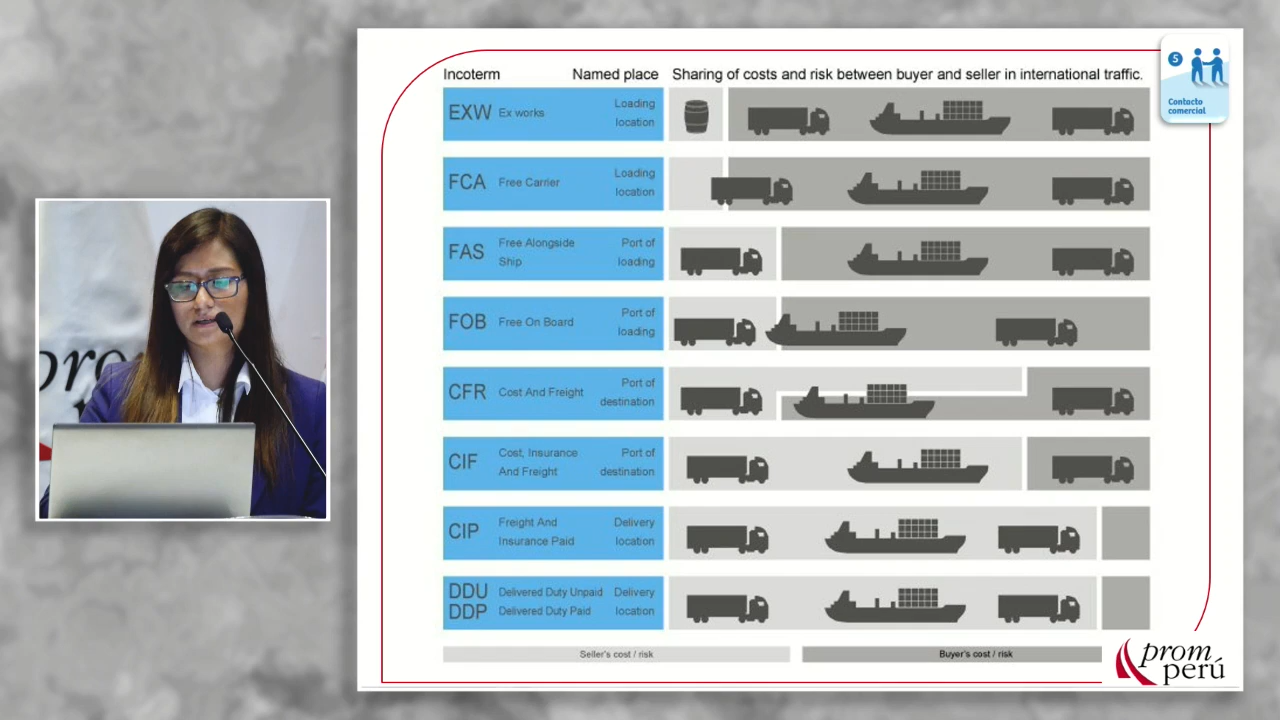 Incoterm Named place Sharing of costs and risk between buyer and seller in international traffic.
5
Contacto
comercial
EXW Ex works Loading
location
FCA Free Carrier Loading
location
FAS Free Alongside Port of
Ship loading
FOB Free On Board Port of
loading
CFR Cost And Freight Port of
destination
CIF Cost, Insurance Port of
And Freight destination
CIP Freight And Delivery
Insurance Paid location
DDU Delivered Duty Unpaid Delivery
DDP Delivered Duty Paid location
Seller's cost / risk Buyer's cost / risk
prom
perú
pro